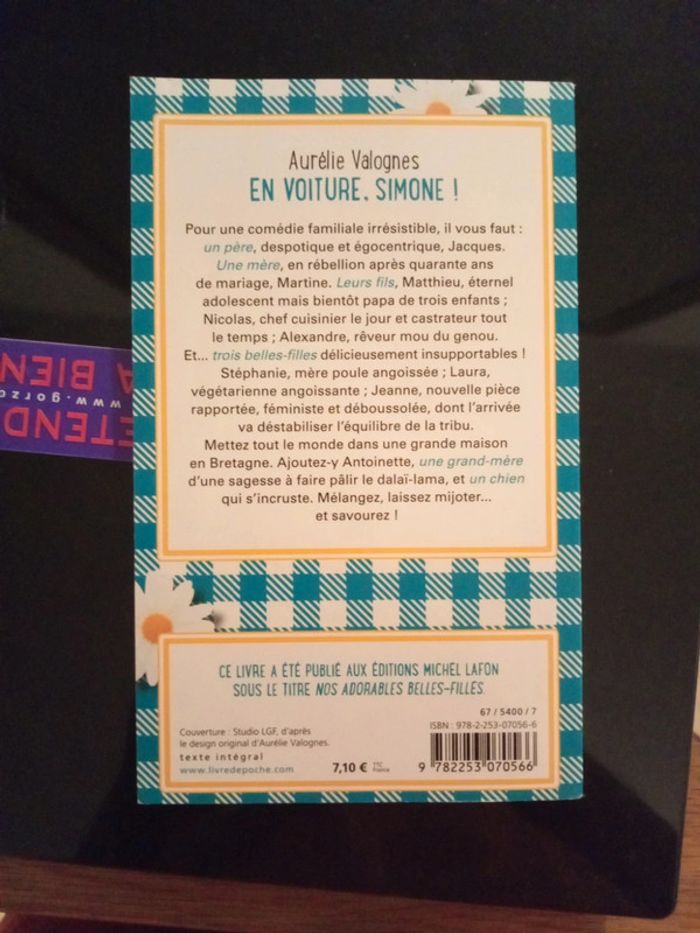 Aurélie Valognes
EN VOITURE, SIMONE !
Pour une comédie familiale irrésistible, il vous faut :
un père, despotique et égocentrique, Jacques.
Une mère, en rébellion après quarante ans
de mariage, Martine. Leurs fils, Matthieu, éternel
adolescent mais bientôt papa de trois enfants ;
Nicolas, chef cuisinier le jour et castrateur tout
le temps ; Alexandre, rêveur mou du genou.
Et... trois belles-filles délicieusement insupportables !
Stéphanie, mère poule angoissée ; Laura,
végétarienne angoissante ; Jeanne, nouvelle pièce
rapportée, féministe et déboussolée, dont l'arrivée
va déstabiliser l'équilibre de la tribu.
Mettez tout le monde dans une grande maison
en Bretagne. Ajoutez-y Antoinette, une grand-mère
d'une sagesse à faire pâlir le dalaï-lama, et un chien
qui s'incruste. Mélangez, laissez mijoter...
et savourez !
CE LIVRE A ÉTÉ PUBLIÉ AUX ÉDITIONS MICHEL LAFON
SOUS LE TITRE NOS ADORABLES BELLES-FILLES.
Couverture : Studio LGF, d'après
le design original d'Aurélie Valognes.
texte intégral
www.livredepoche.com
7,10 € TTC
France
67 / 5400 / 7
ISBN : 978-2-253-07056-6
9 782253 070566
TEND
www.gorz
A BIEN